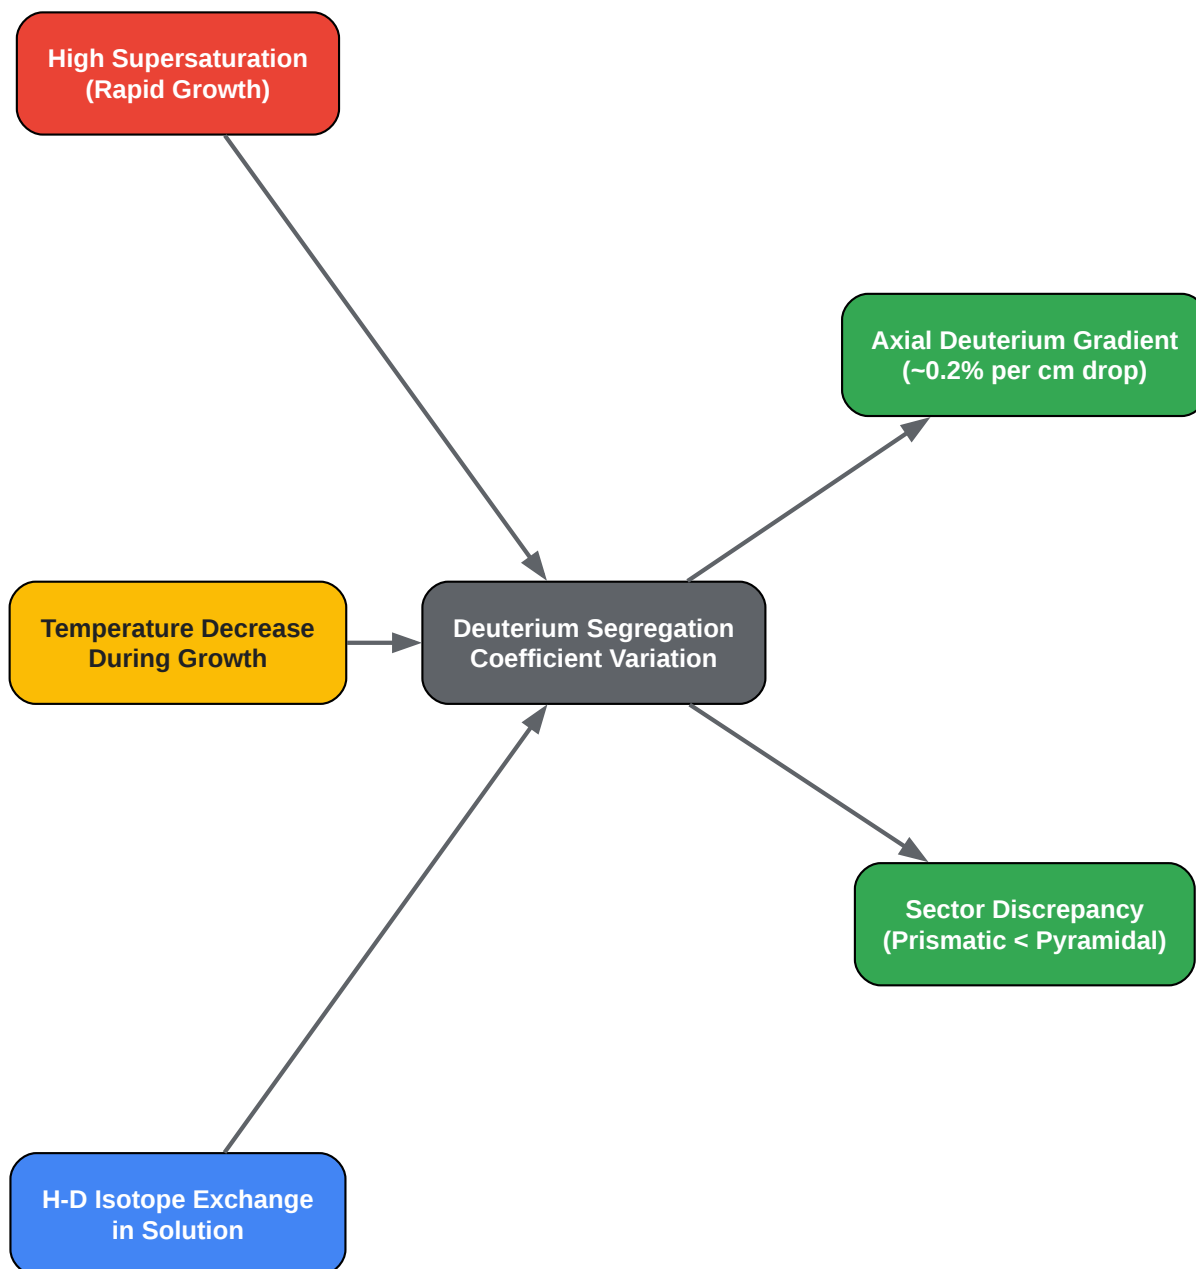 High Supersaturation
(Rapid Growth)
Axial Deuterium Gradient
(~0.2% per cm drop)
Temperature Decrease
During Growth
Deuterium Segregation
Coefficient Variation
Sector Discrepancy
(Prismatic < Pyramidal)
H-D Isotope Exchange
in Solution